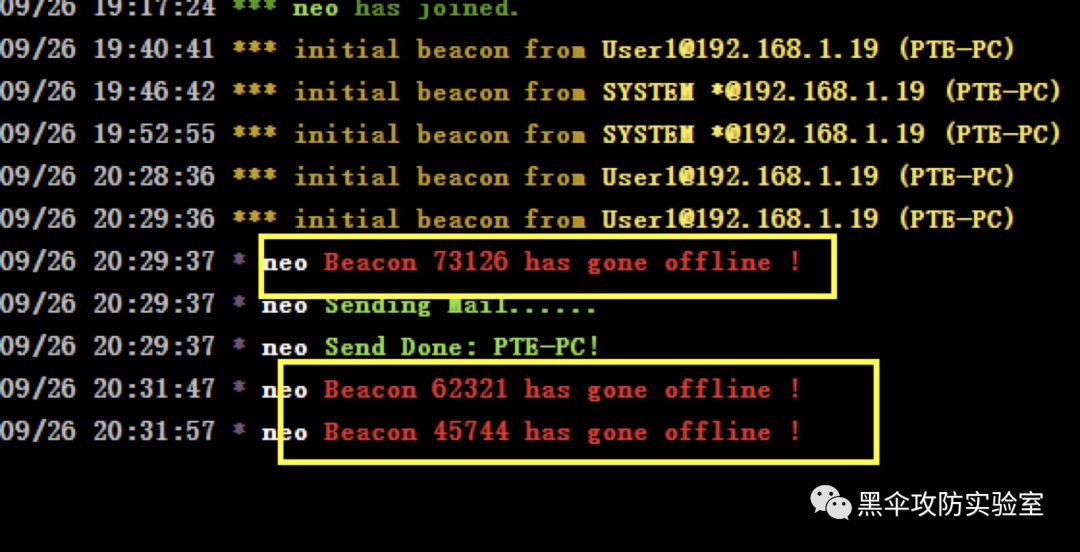 09/26 19:17:24 *** neo has joined.
09/26 19:40:41 *** initial beacon from User1@192.168.1.19 (PTE-PC)
09/26 19:46:42 *** initial beacon from SYSTEM *@192.168.1.19 (PTE-PC)
09/26 19:52:55 *** initial beacon from SYSTEM *@192.168.1.19 (PTE-PC)
09/26 20:28:36 *** initial beacon from User1@192.168.1.19 (PTE-PC)
09/26 20:29:36 *** initial beacon from User1@192.168.1.19 (PTE-PC)
09/26 20:29:37 * neo Beacon 73126 has gone offline !
09/26 20:29:37 * neo Sending Mail......
09/26 20:29:37 * neo Send Done: PTE-PC!
09/26 20:31:47 * neo Beacon 62321 has gone offline !
09/26 20:31:57 * neo Beacon 45744 has gone offline !
黑伞攻防实验室